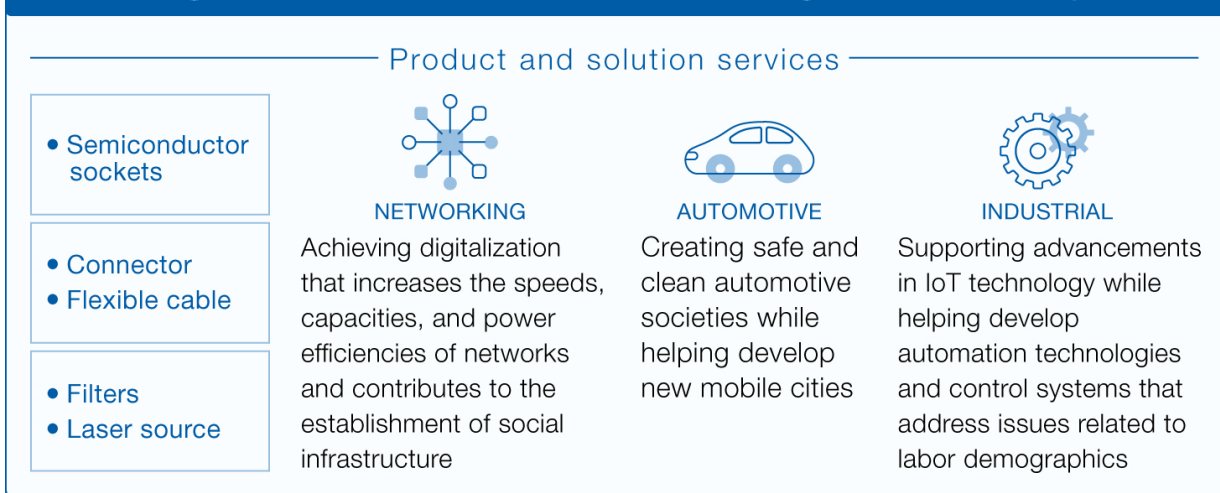 Product and solution services
• Semiconductor
sockets
• Connector
• Flexible cable
• Filters
• Laser source
NETWORKING
Achieving digitalization
that increases the speeds,
capacities, and power
efficiencies of networks
and contributes to the
establishment of social
infrastructure
AUTOMOTIVE
Creating safe and
clean automotive
societies while
helping develop
new mobile cities
INDUSTRIAL
Supporting advancements
in IoT technology while
helping develop
automation technologies
and control systems that
address issues related to
labor demographics